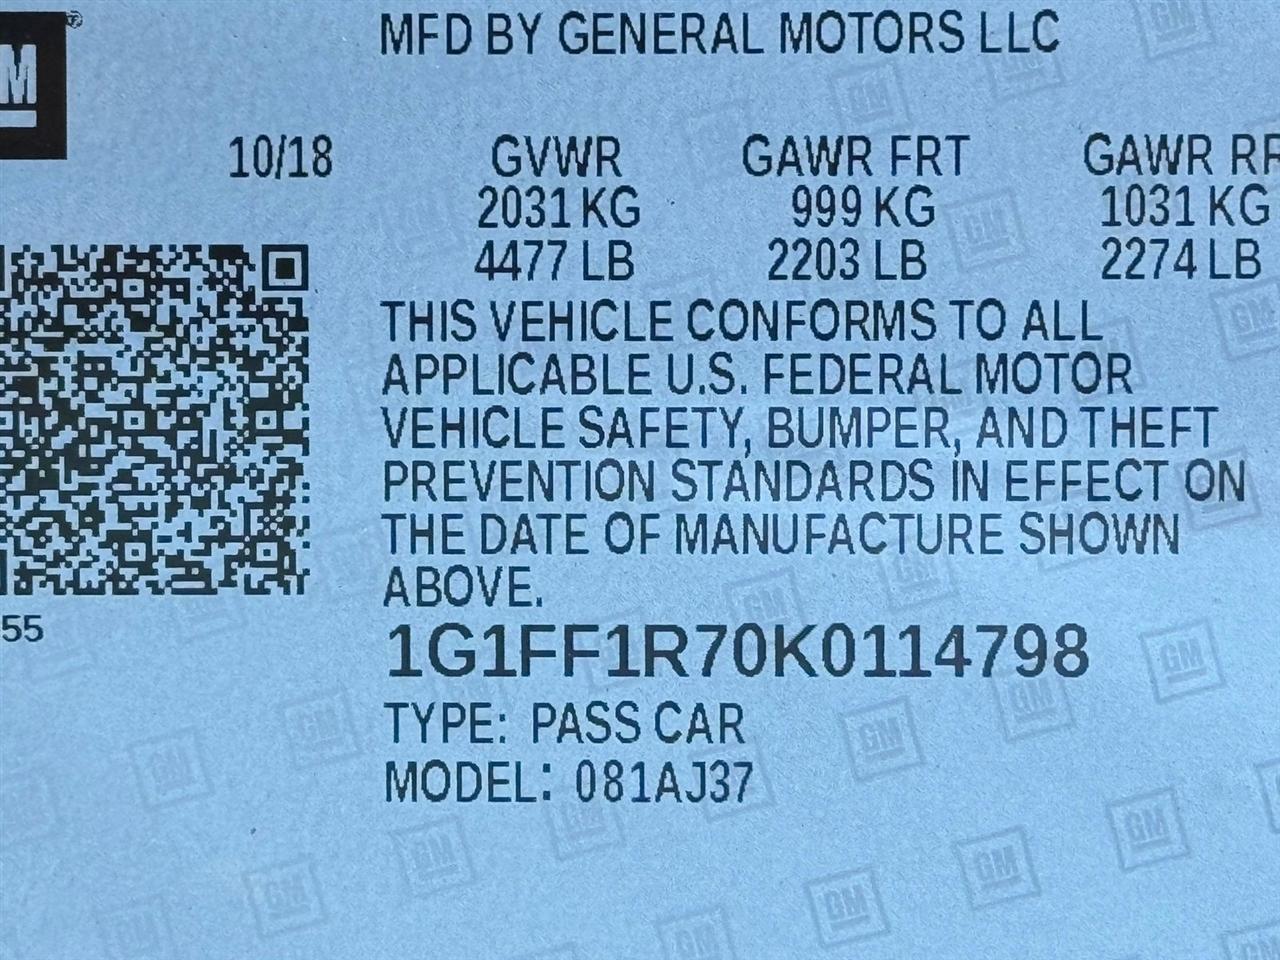 MFD BY GENERAL MOTORS LLC
10/18 GVWR GAWR FRT GAWR RR
2031 KG 999 KG 1031 KG
4477 LB 2203 LB 2274 LB
THIS VEHICLE CONFORMS TO ALL
APPLICABLE U.S. FEDERAL MOTOR
VEHICLE SAFETY, BUMPER, AND THEFT
PREVENTION STANDARDS IN EFFECT ON
THE DATE OF MANUFACTURE SHOWN
ABOVE.
55
1G1FF1R70K0114798
TYPE: PASS CAR
MODEL: 081AJ37